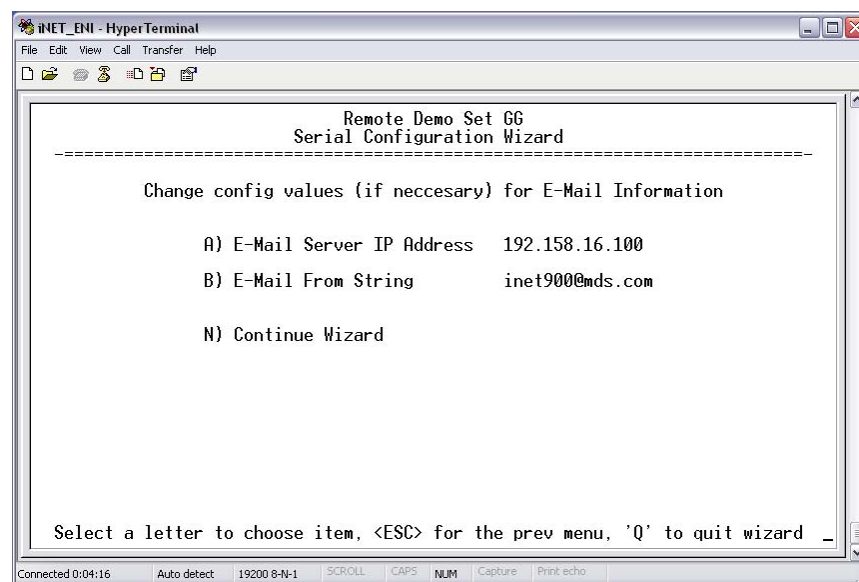 iNET_ENI - HyperTerminal
File Edit View Call Transfer Help
Remote Demo Set GG
Serial Configuration Wizard
-==========================================================================-
Change config values (if neccesary) for E-Mail Information
A) E-Mail Server IP Address 192.158.16.100
B) E-Mail From String inet900@mds.com
N) Continue Wizard
Select a letter to choose item, <ESC> for the prev menu, 'Q' to quit wizard _
Connected 0:04:16 Auto detect 19200 8-N-1 SCROLL CAPS NUM Capture Print echo